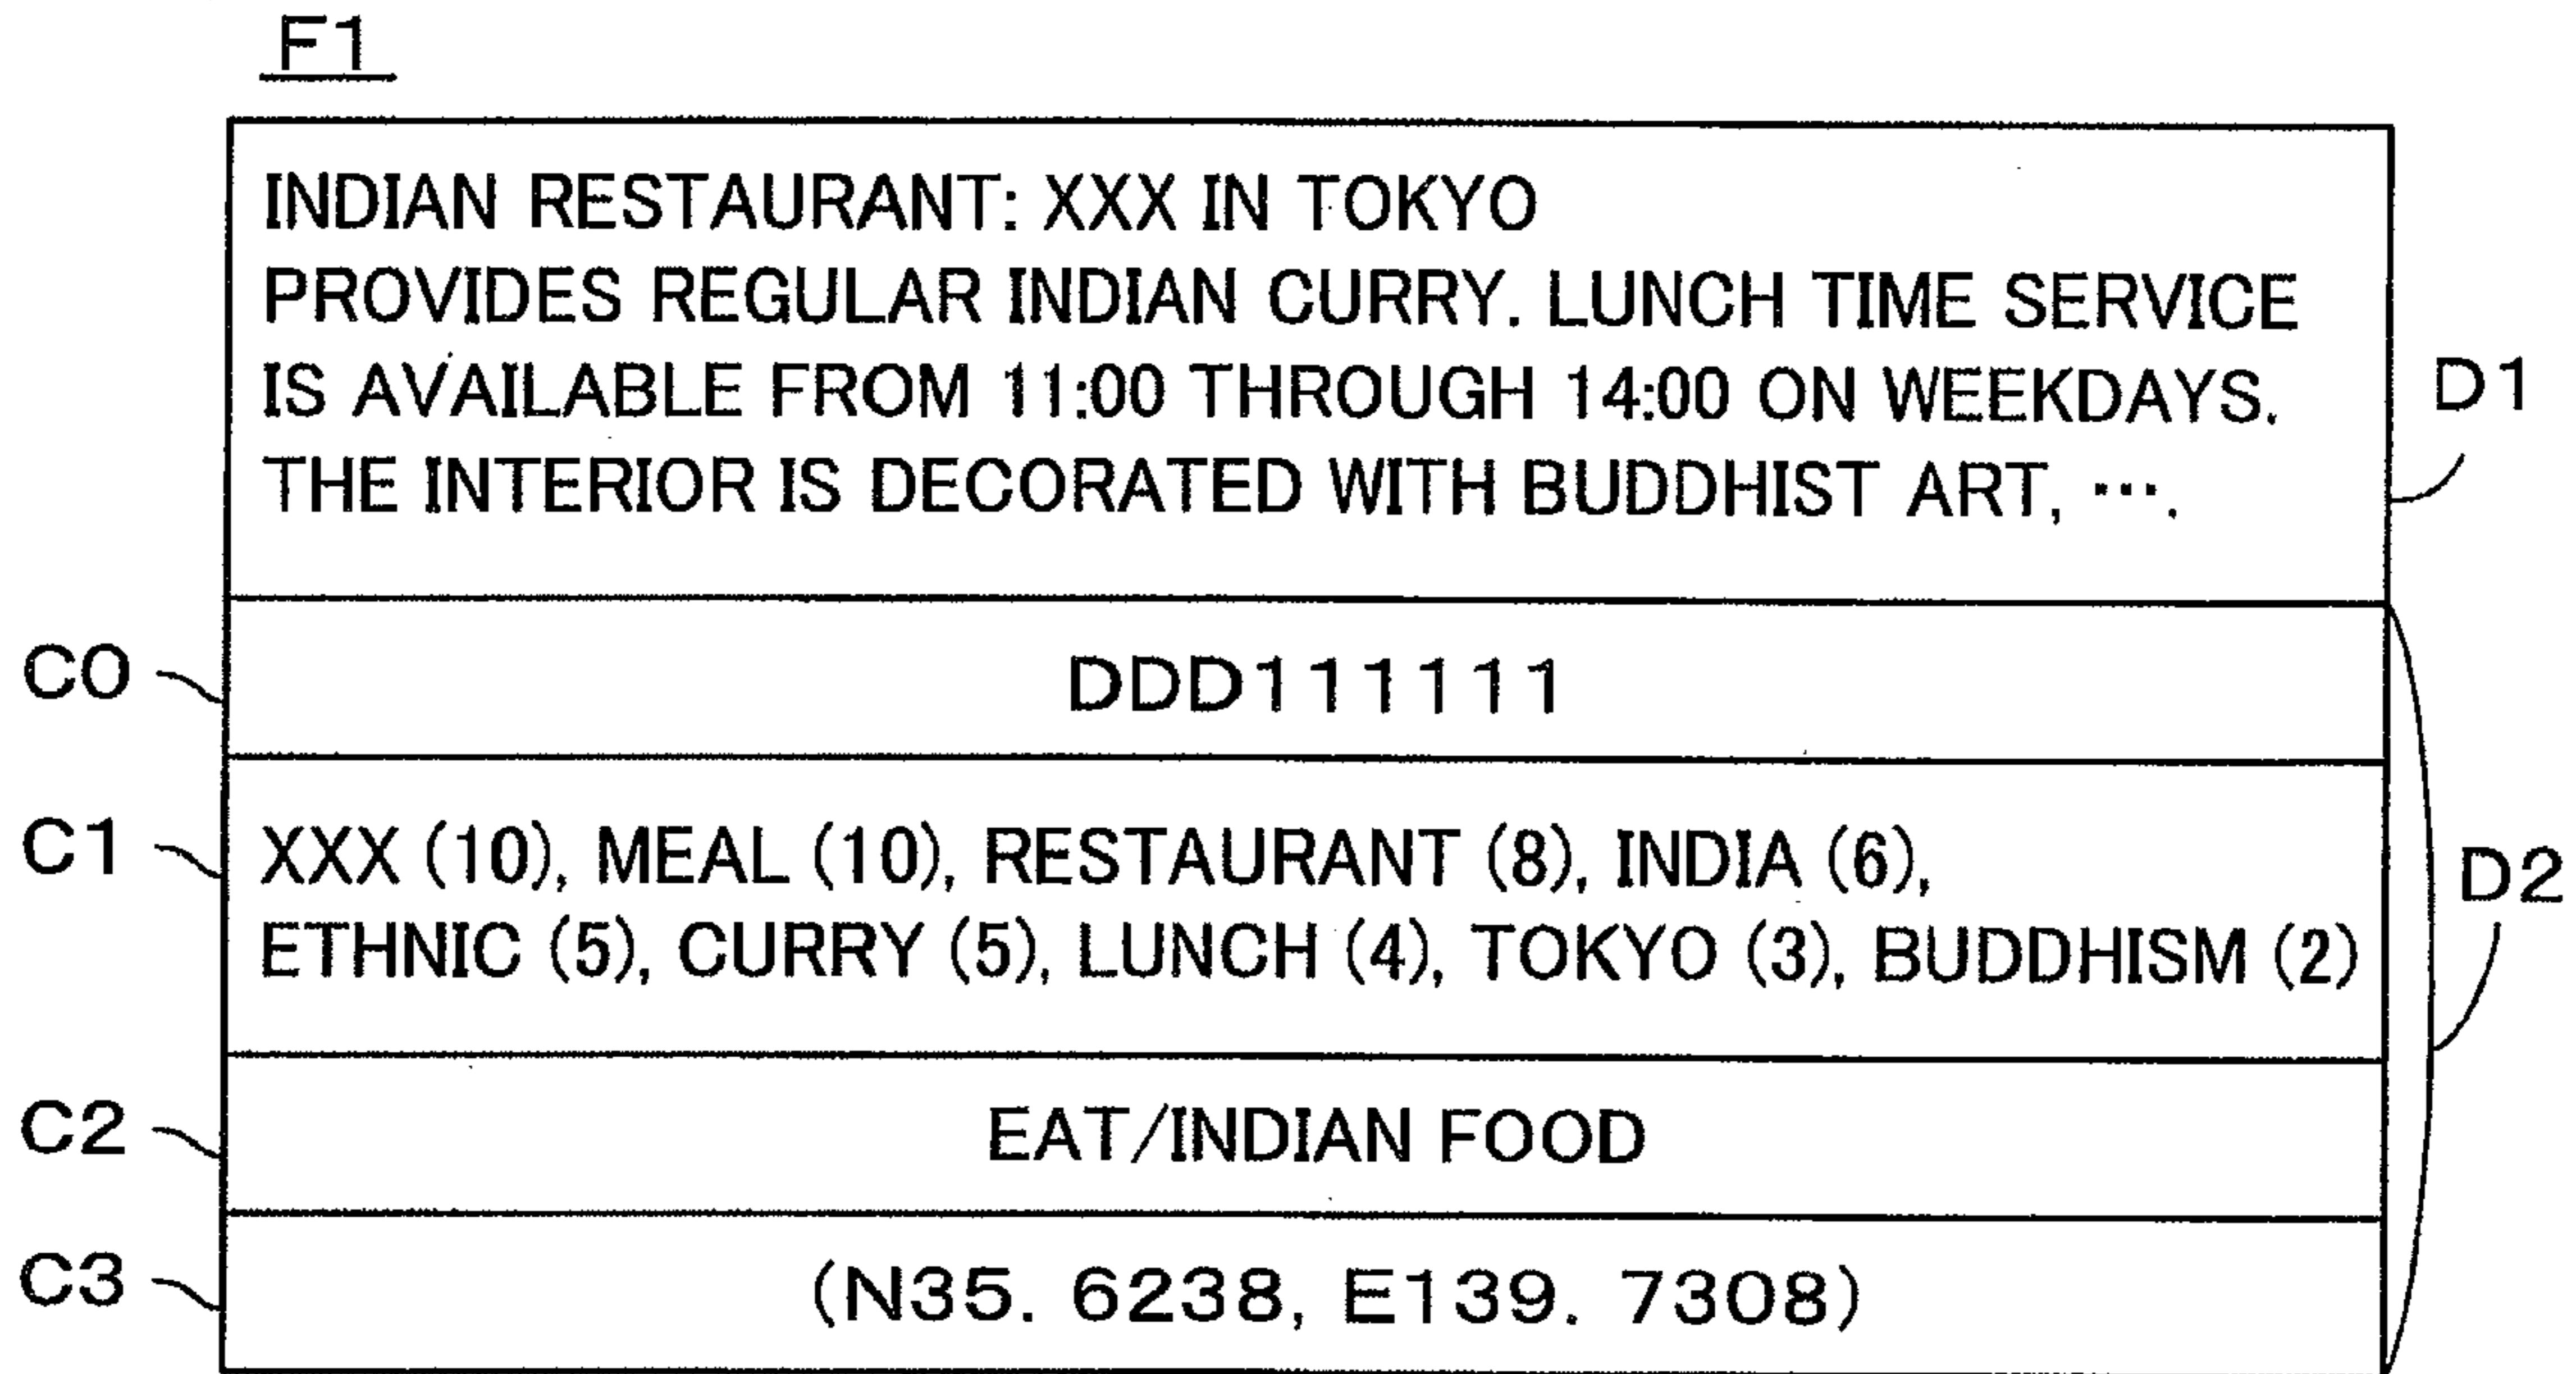 F1
INDIAN RESTAURANT: XXX IN TOKYO
PROVIDES REGULAR INDIAN CURRY. LUNCH TIME SERVICE
IS AVAILABLE FROM 11:00 THROUGH 14:00 ON WEEKDAYS.
THE INTERIOR IS DECORATED WITH BUDDHIST ART, ….
D1
C0
DDD111111
C1
XXX (10), MEAL (10), RESTAURANT (8), INDIA (6),
ETHNIC (5), CURRY (5), LUNCH (4), TOKYO (3), BUDDHISM (2)
D2
C2
EAT/INDIAN FOOD
C3
(N35. 6238, E139. 7308)